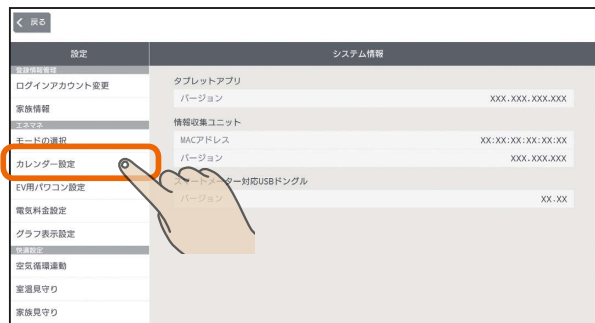 戻る
設定
システム情報
登録情報管理
ログインアカウント変更
家族情報
エネマネ
モードの選択
カレンダー設定
EV用パワコン設定
電気料金設定
グラフ表示設定
快適設定
空気循環連動
室温見守り
家族見守り
タブレットアプリ
バージョン XXX.XXX.XXX.XXX
情報収集ユニット
MACアドレス XX:XX:XX:XX:XX:XX
バージョン XXX.XXX.XXX
スマートメーター対応USBドングル
バージョン XX.XX